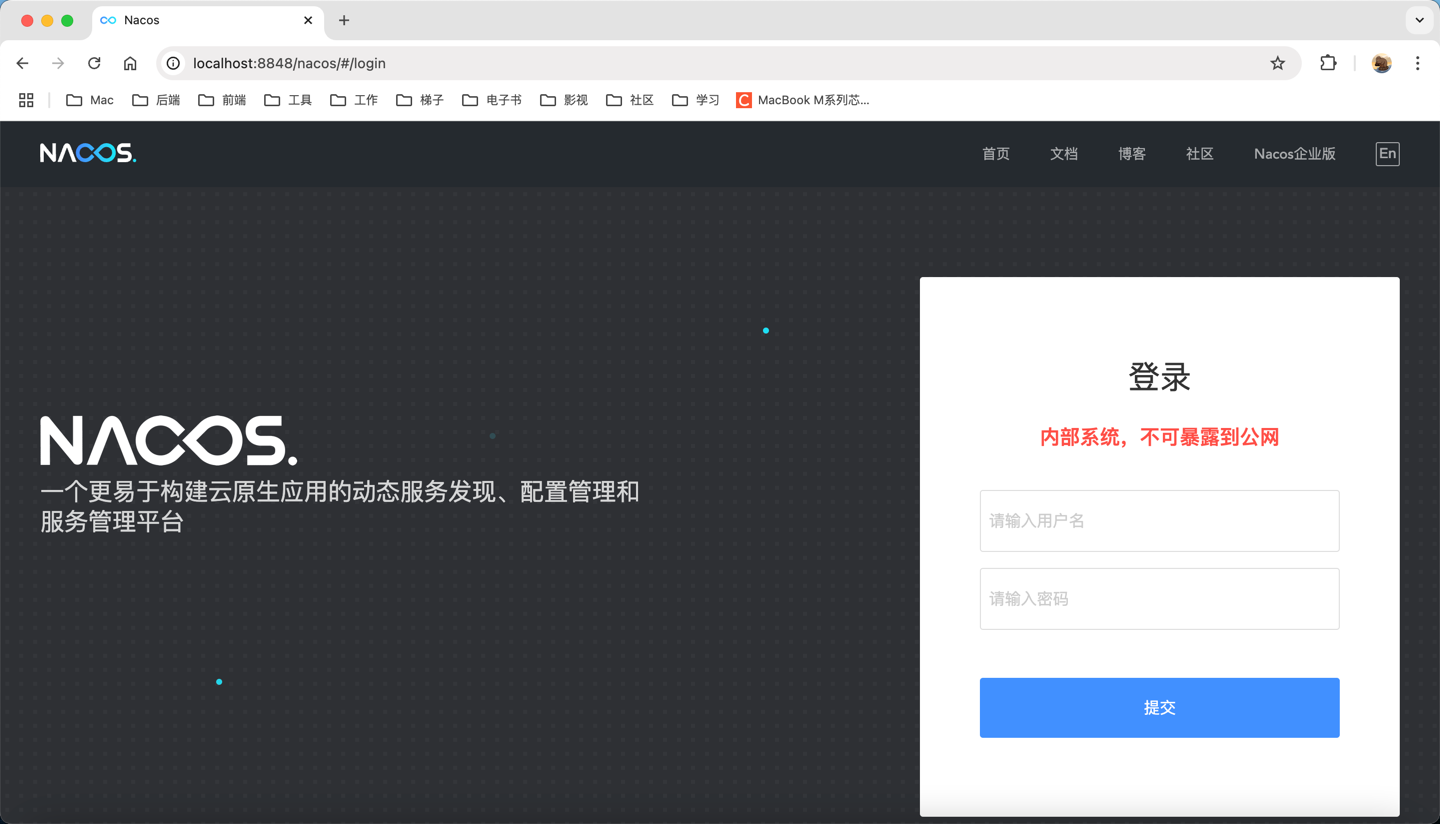 Nacos
localhost:8848/nacos/#/login
Mac 后端 前端 工具 工作 梯子 电子书 影视 社区 学习 MacBook M系列芯...
NACOS.
首页 文档 博客 社区 Nacos企业版 En
NACOS.
一个更易于构建云原生应用的动态服务发现、配置管理和
服务管理平台
登录
内部系统，不可暴露到公网
请输入用户名
请输入密码
提交